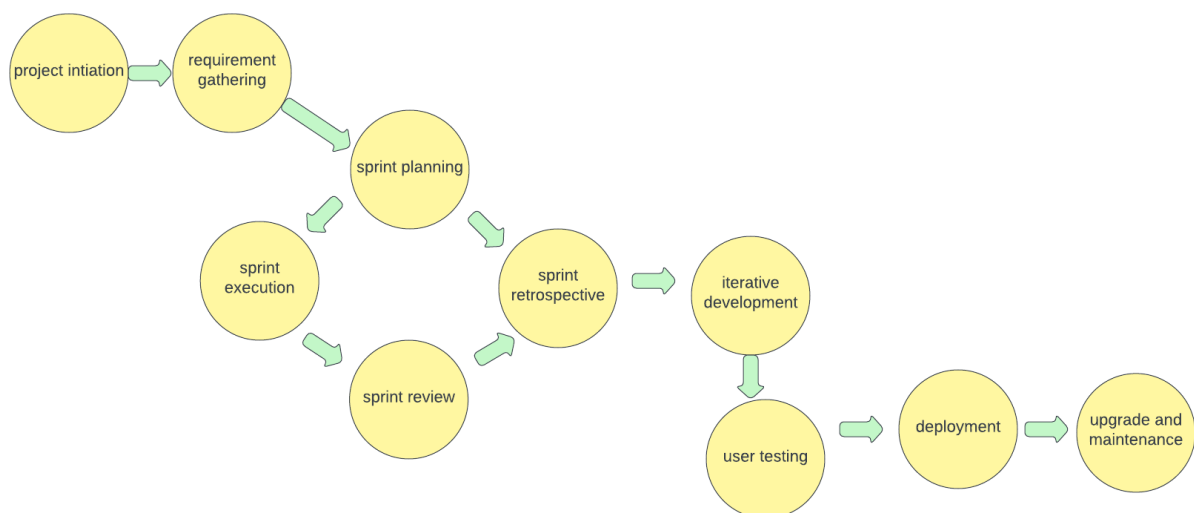 project intiation
requirement
gathering
sprint planning
sprint
execution
sprint review
sprint
retrospective
iterative
development
user testing
deployment
upgrade and
maintenance